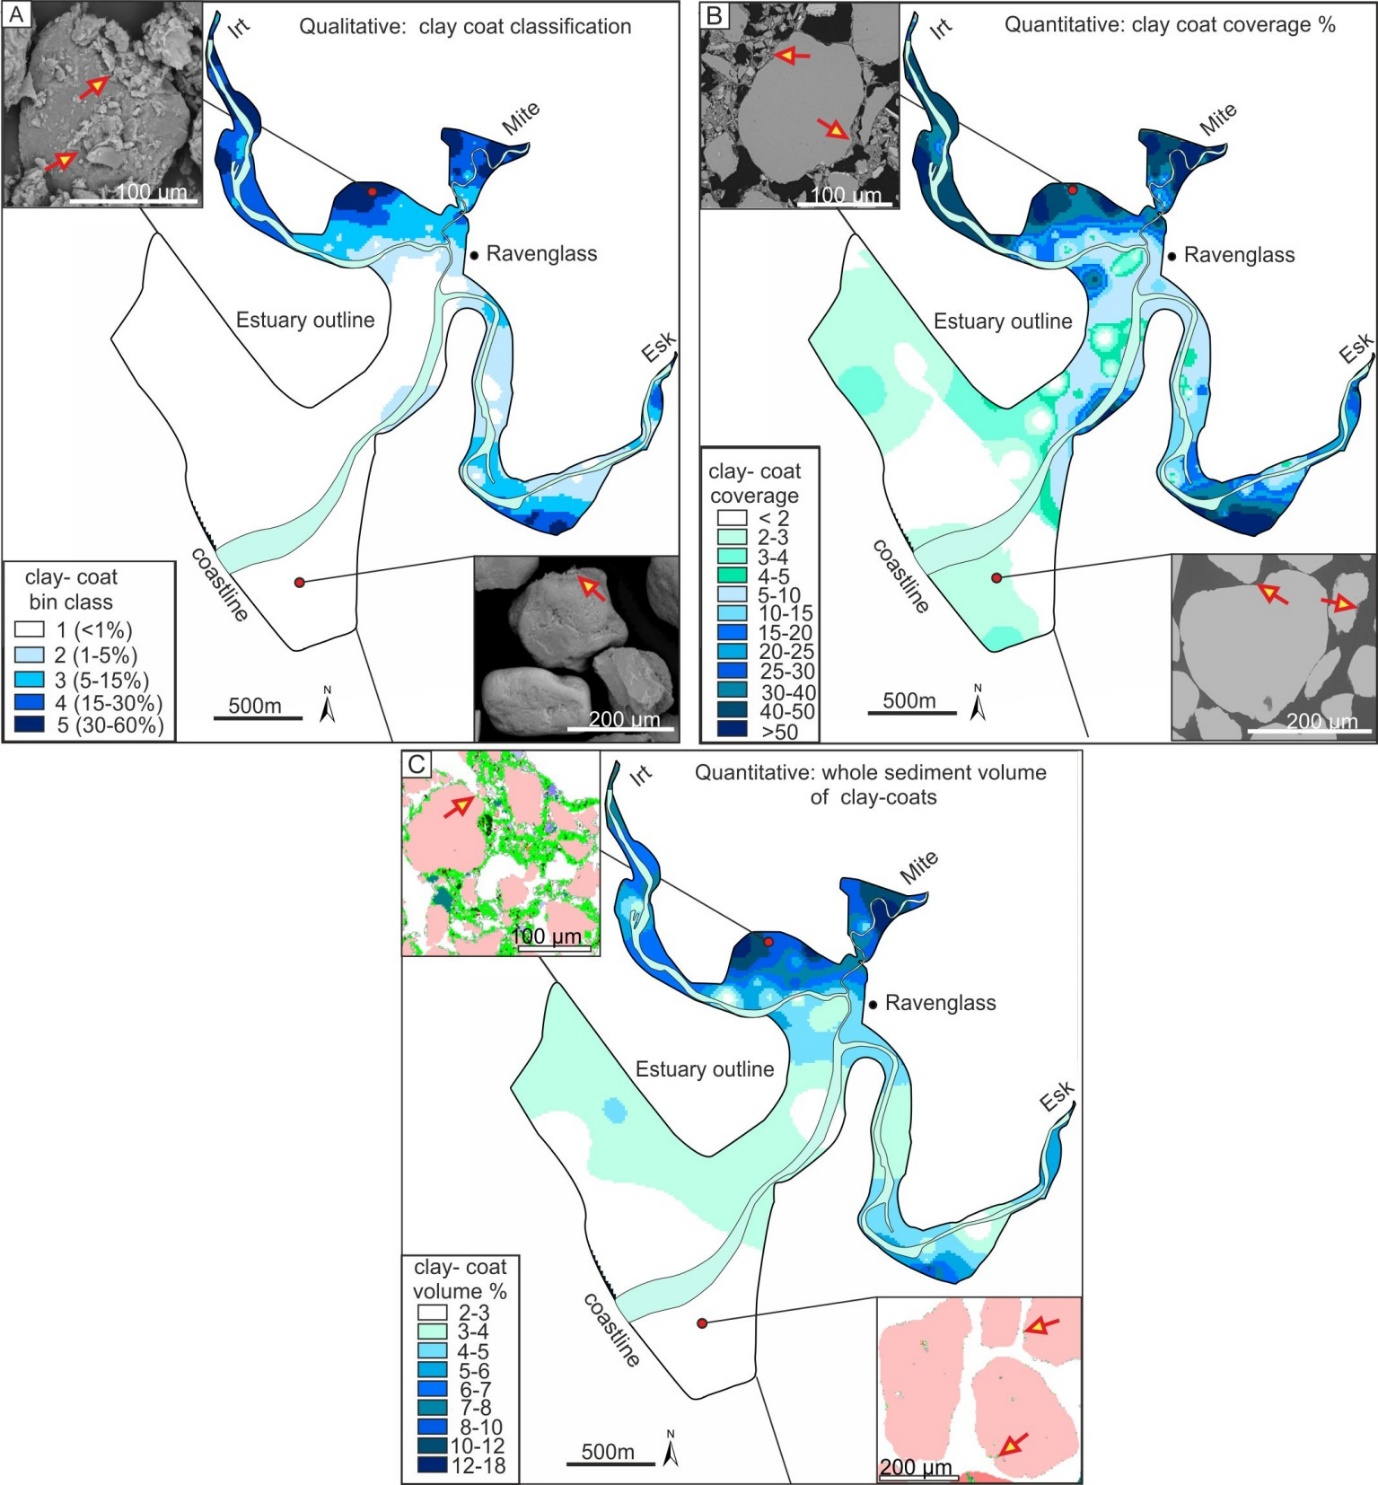 A
Irt
Qualitative: clay coat classification
Mite
100 µm
Ravenglass
Estuary outline
Esk
coastline
clay- coat
bin class
1 (<1%)
2 (1-5%)
3 (5-15%)
4 (15-30%)
5 (30-60%)
500m
N
200 µm
B
Irt
Quantitative: clay coat coverage %
Mite
100 µm
Ravenglass
Estuary outline
Esk
clay- coat
coverage
< 2
2-3
3-4
4-5
5-10
10-15
15-20
20-25
25-30
30-40
40-50
>50
coastline
500m
N
200 µm
C
Irt
Quantitative: whole sediment volume
of clay-coats
Mite
100 µm
Ravenglass
Estuary outline
Esk
clay- coat
volume %
2-3
3-4
4-5
5-6
6-7
7-8
8-10
10-12
12-18
coastline
500m
N
200 µm